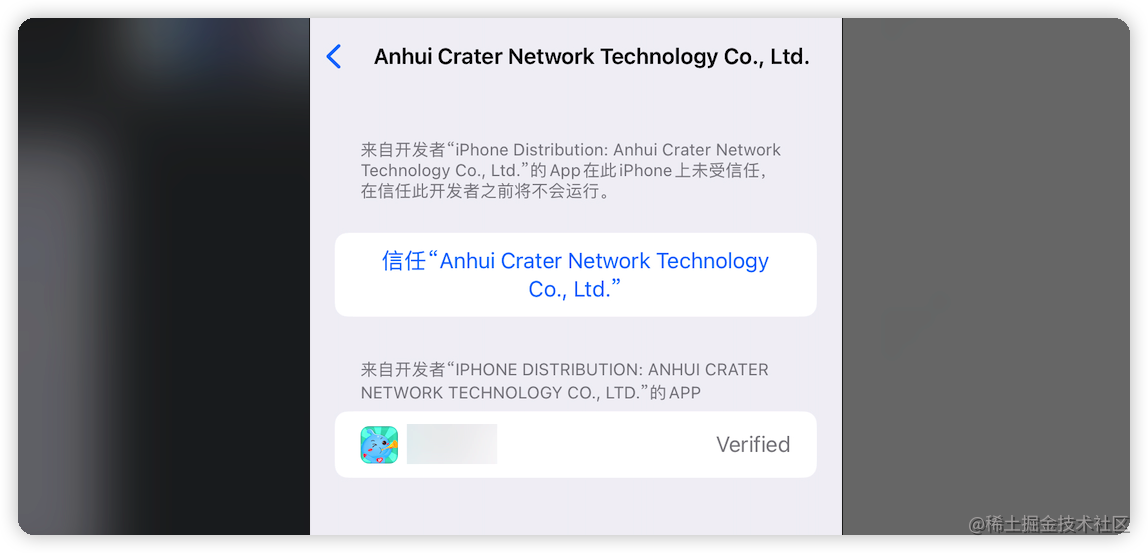 Anhui Crater Network Technology Co., Ltd.
来自开发者“iPhone Distribution: Anhui Crater Network
Technology Co., Ltd.”的 App 在此 iPhone 上未受信任，
在信任此开发者之前将不会运行。
信任“Anhui Crater Network Technology
Co., Ltd.”
来自开发者“IPHONE DISTRIBUTION: ANHUI CRATER
NETWORK TECHNOLOGY CO., LTD.”的 APP
Verified
@稀土掘金技术社区